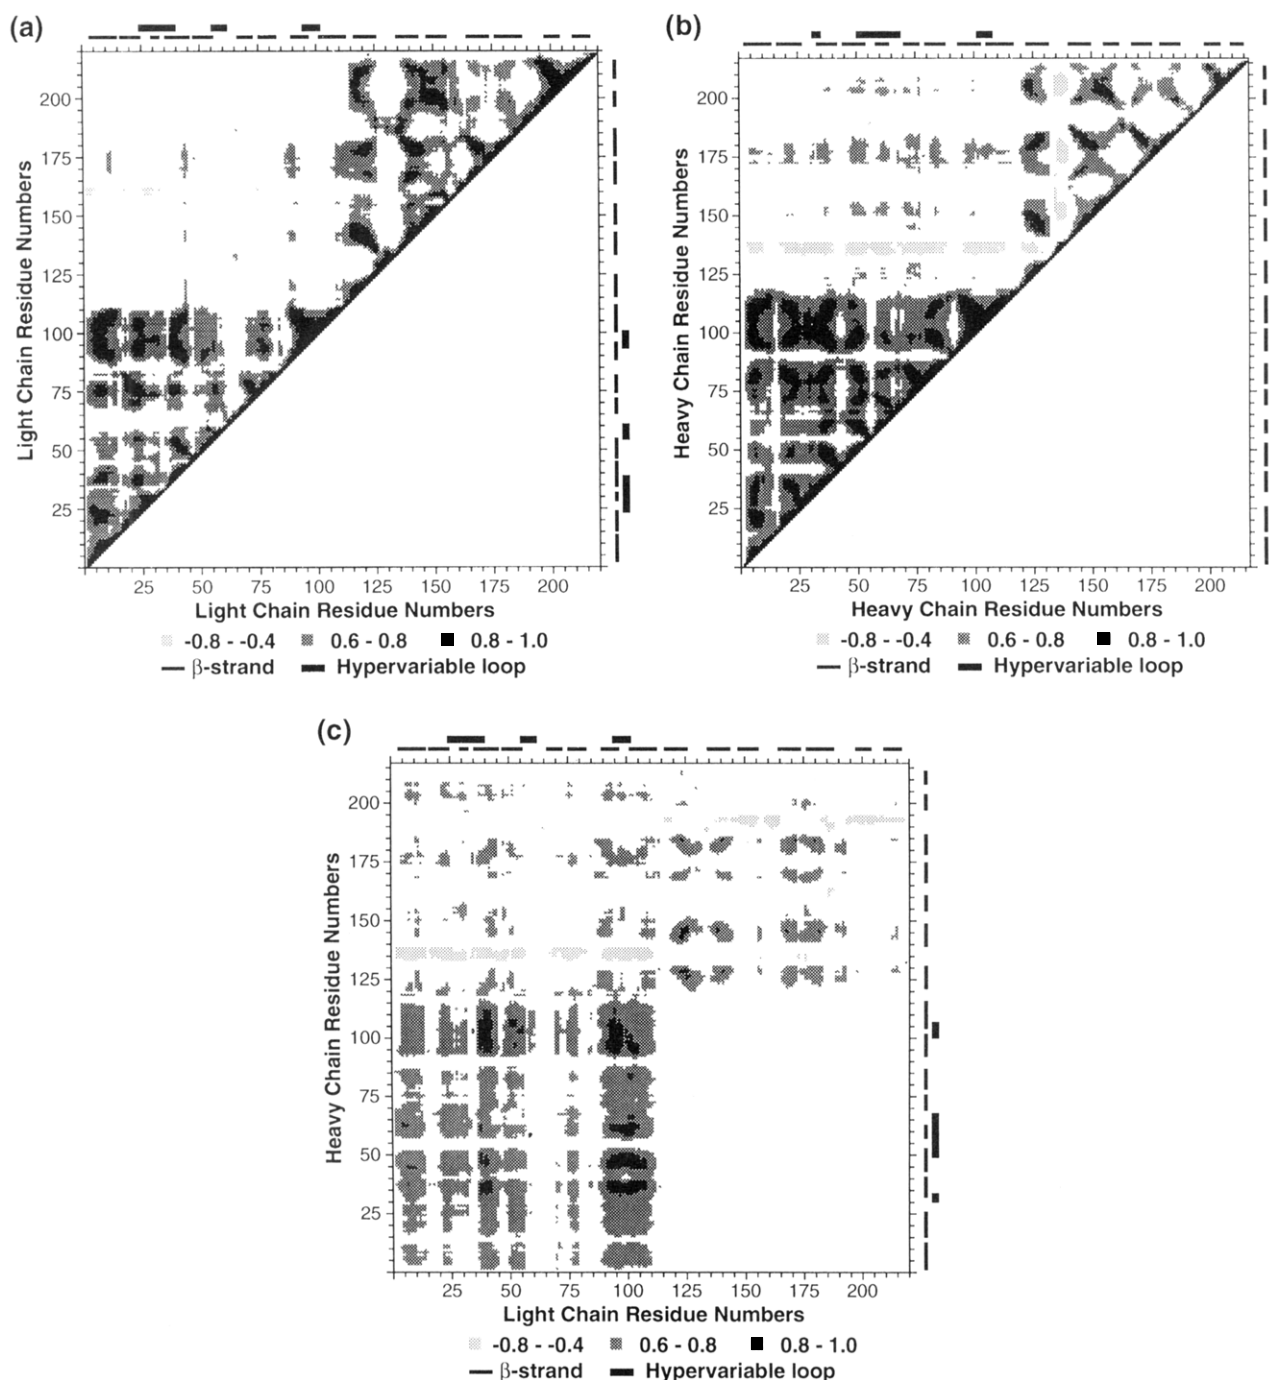 (a)
200
175
150
125
100
75
50
25
Light Chain Residue Numbers
25 50 75 100 125 150 175 200
Light Chain Residue Numbers
-0.8 - -0.4 0.6 - 0.8 0.8 - 1.0
β-strand Hypervariable loop
(b)
200
175
150
125
100
75
50
25
Heavy Chain Residue Numbers
25 50 75 100 125 150 175 200
Heavy Chain Residue Numbers
-0.8 - -0.4 0.6 - 0.8 0.8 - 1.0
β-strand Hypervariable loop
(c)
200
175
150
125
100
75
50
25
Heavy Chain Residue Numbers
25 50 75 100 125 150 175 200
Light Chain Residue Numbers
-0.8 - -0.4 0.6 - 0.8 0.8 - 1.0
β-strand Hypervariable loop